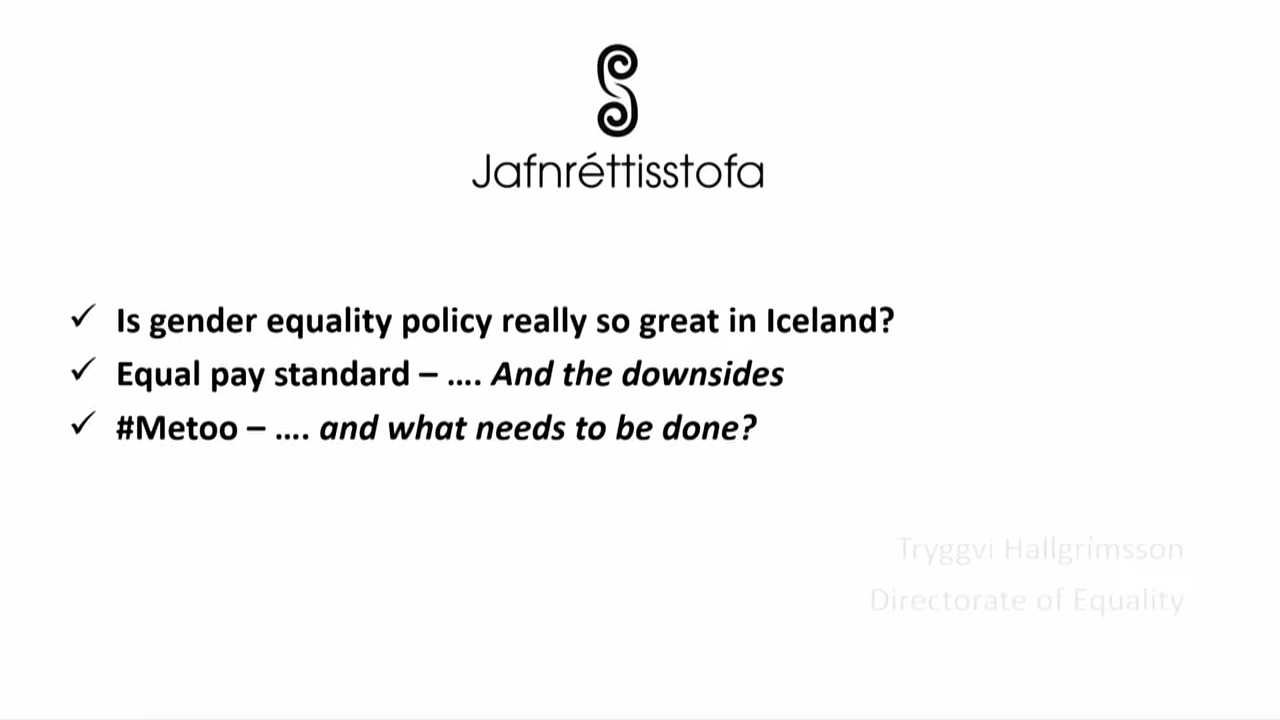 Jafnréttisstofa
✓ Is gender equality policy really so great in Iceland?
✓ Equal pay standard – …. And the downsides
✓ #Metoo – …. and what needs to be done?
Tryggvi Hallgrímsson
Directorate of Equality